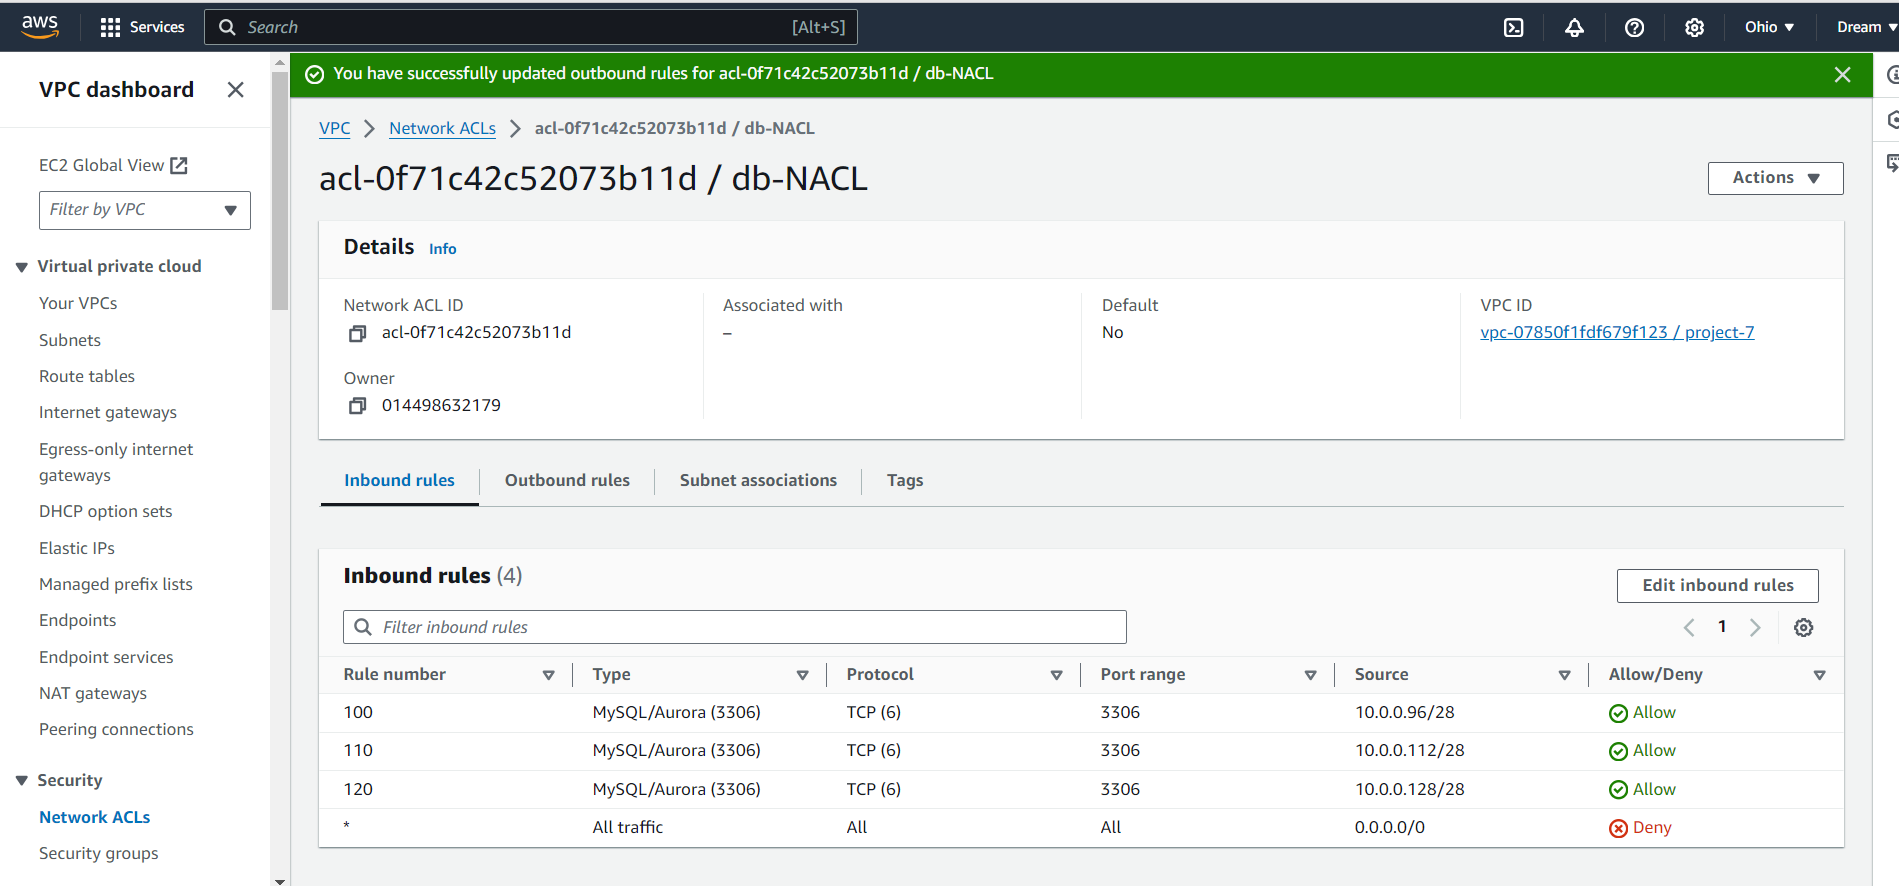 aws Services Search [Alt+S] Ohio Dream
VPC dashboard
EC2 Global View
Filter by VPC
Virtual private cloud
Your VPCs
Subnets
Route tables
Internet gateways
Egress-only internet
gateways
DHCP option sets
Elastic IPs
Managed prefix lists
Endpoints
Endpoint services
NAT gateways
Peering connections
Security
Network ACLs
Security groups
You have successfully updated outbound rules for acl-0f71c42c52073b11d / db-NACL
VPC Network ACLs acl-0f71c42c52073b11d / db-NACL
acl-0f71c42c52073b11d / db-NACL
Actions
Details Info
Network ACL ID
acl-0f71c42c52073b11d
Owner
014498632179
Associated with
–
Default
No
VPC ID
vpc-07850f1fdf679f123 / project-7
Inbound rules Outbound rules Subnet associations Tags
Inbound rules (4)
Edit inbound rules
Filter inbound rules
1
Rule number Type Protocol Port range Source Allow/Deny
100 MySQL/Aurora (3306) TCP (6) 3306 10.0.0.96/28 Allow
110 MySQL/Aurora (3306) TCP (6) 3306 10.0.0.112/28 Allow
120 MySQL/Aurora (3306) TCP (6) 3306 10.0.0.128/28 Allow
* All traffic All All 0.0.0.0/0 Deny